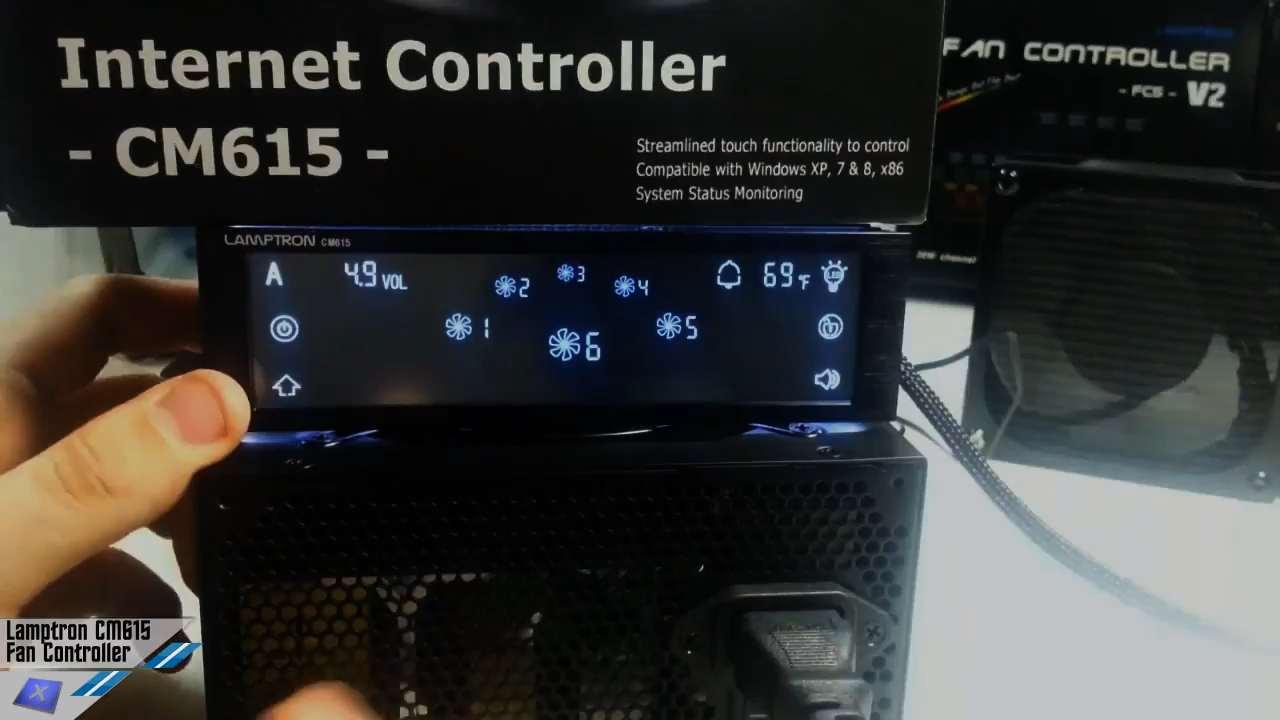 Internet Controller
- CM615 -
Streamlined touch functionality to control
Compatible with Windows XP, 7 & 8, x86
System Status Monitoring
FAN CONTROLLER
- FC5 - V2
LAMPTRON CM615
A 4.9 VOL 2 3 4 69°F LED
1 6 5
Lamptron CM615
Fan Controller